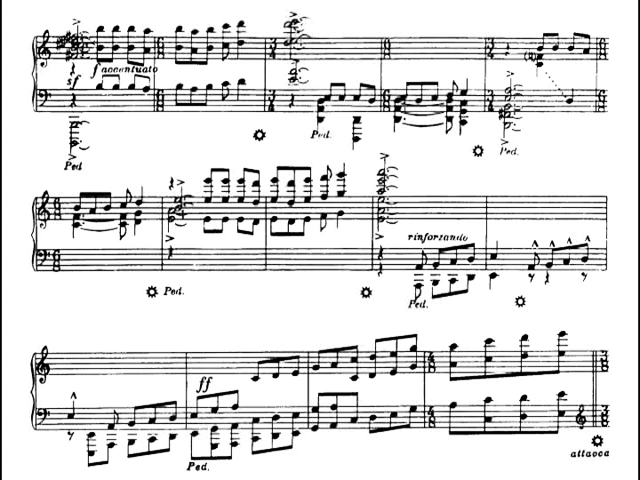 sf
f accentuato
Ped
Ped.
Ped.
rinforzando
Ped.
Ped.
ff
Ped.
attacca